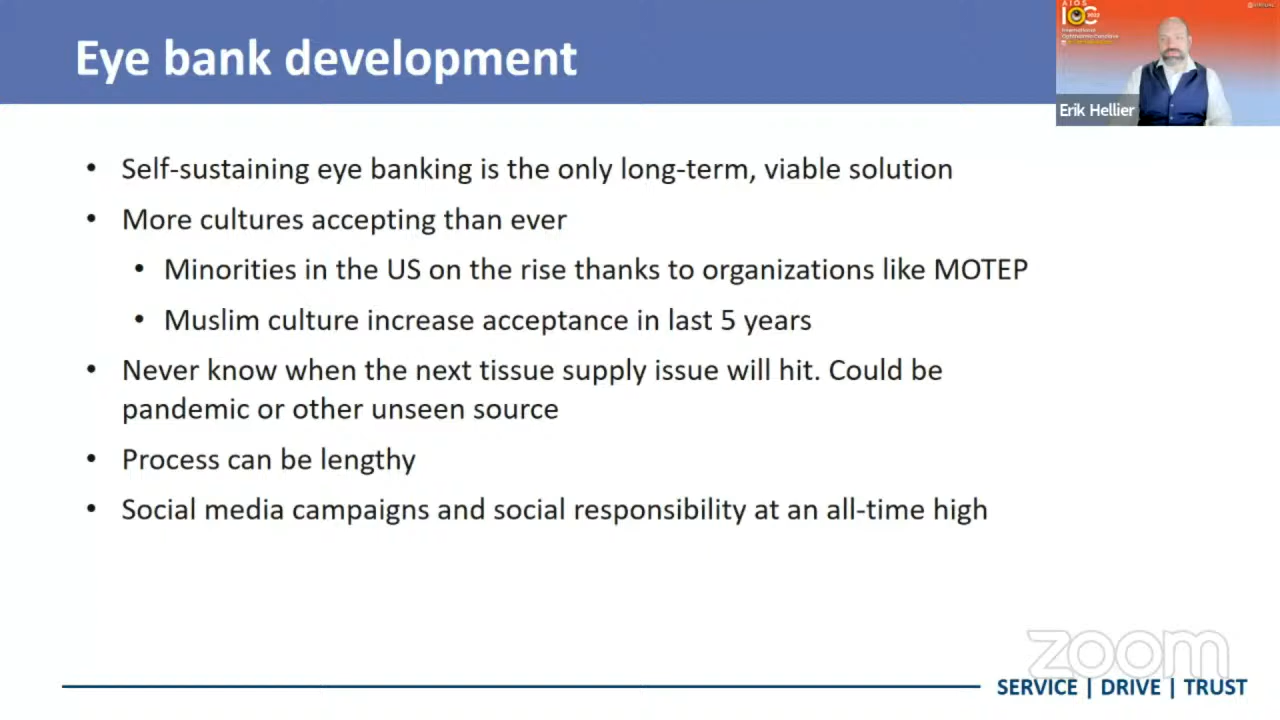 Eye bank development
AIOS
IOC
Erik Hellier
• Self-sustaining eye banking is the only long-term, viable solution
• More cultures accepting than ever
• Minorities in the US on the rise thanks to organizations like MOTEP
• Muslim culture increase acceptance in last 5 years
• Never know when the next tissue supply issue will hit. Could be
pandemic or other unseen source
• Process can be lengthy
• Social media campaigns and social responsibility at an all-time high
zoom
SERVICE | DRIVE | TRUST